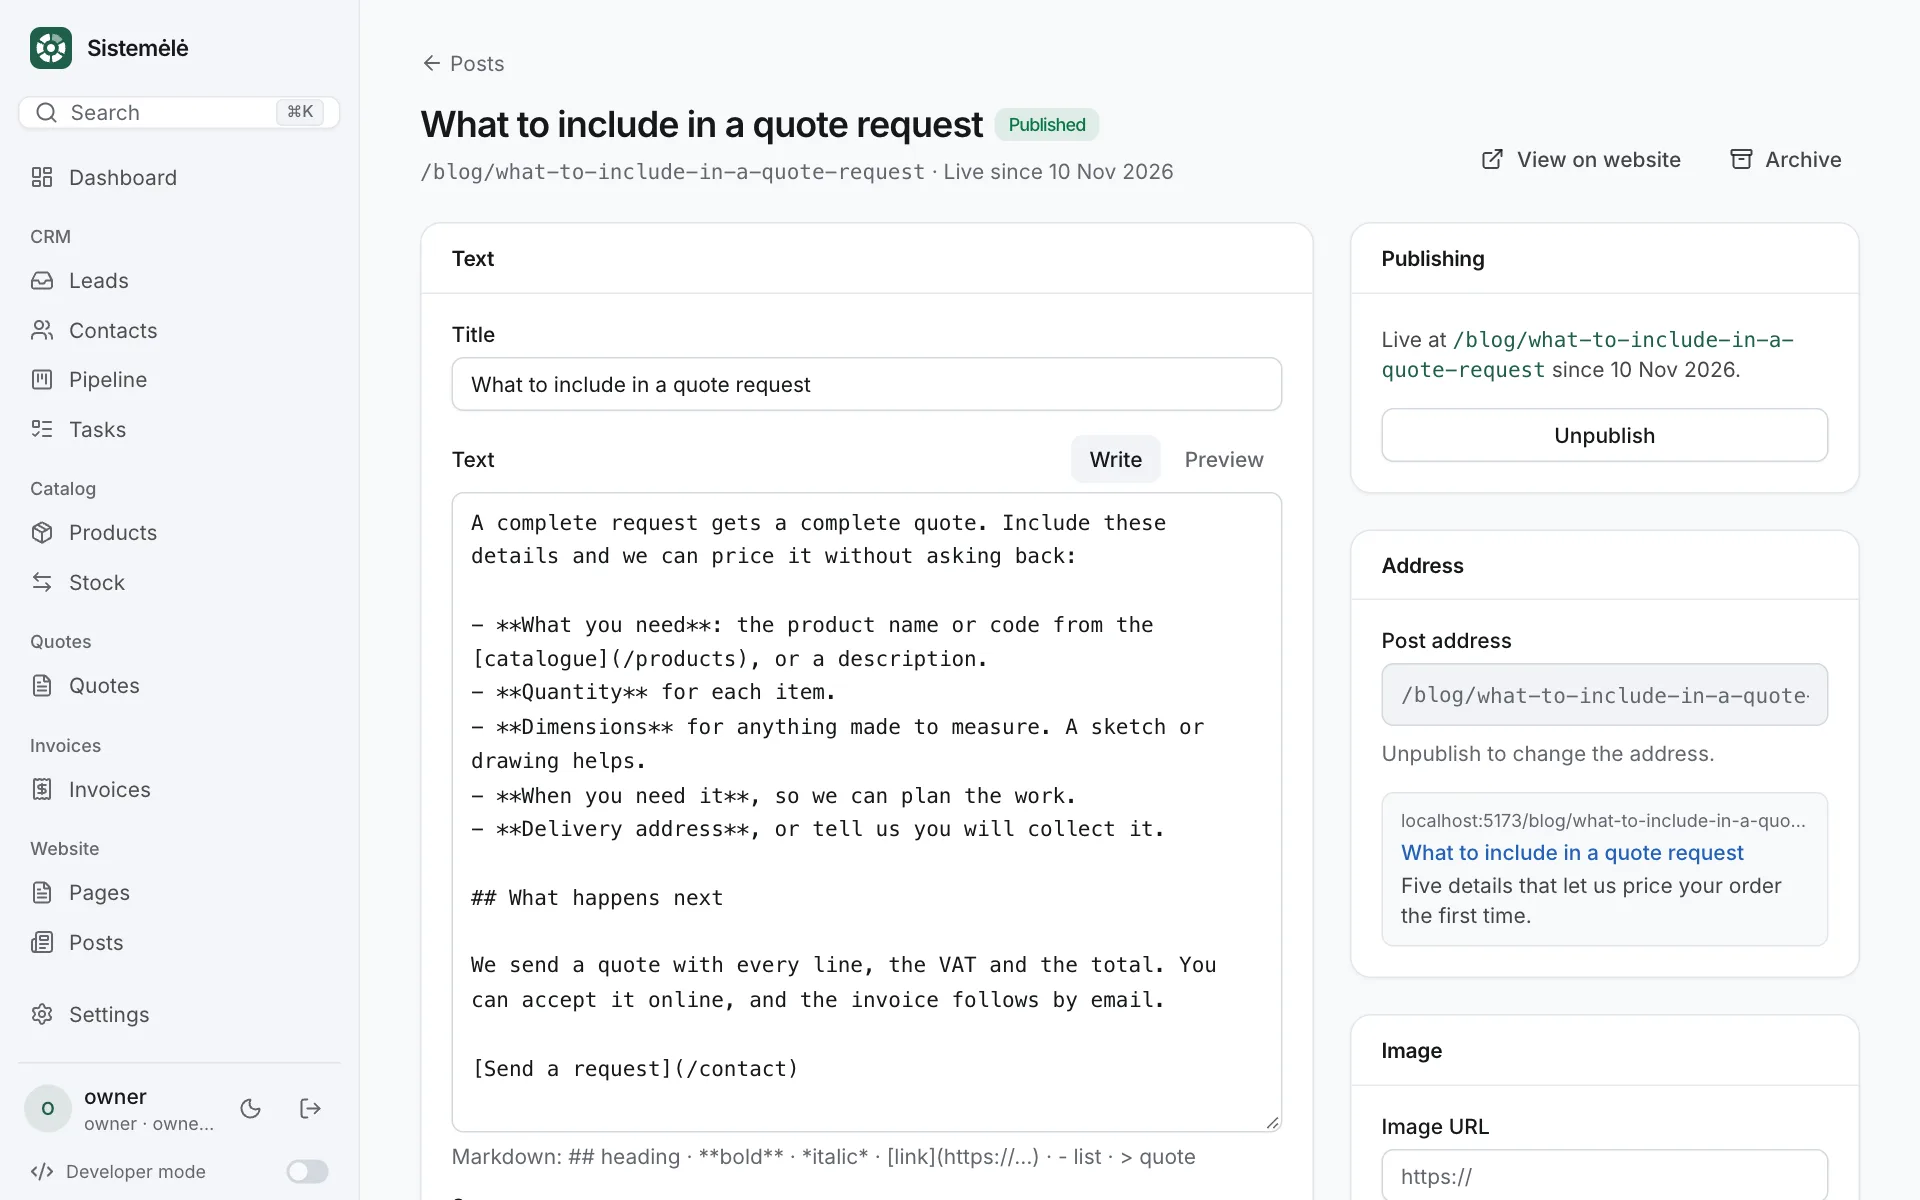 Sistemėlė
Search ⌘K
Dashboard
CRM
Leads
Contacts
Pipeline
Tasks
Catalog
Products
Stock
Quotes
Quotes
Invoices
Invoices
Website
Pages
Posts
Settings
O
owner
owner · owne...
Developer mode
← Posts
What to include in a quote request Published
/blog/what-to-include-in-a-quote-request · Live since 10 Nov 2026
View on website
Archive
Text
Title
What to include in a quote request
Text
Write
Preview
A complete request gets a complete quote. Include these
details and we can price it without asking back:
- **What you need**: the product name or code from the
[catalogue](/products), or a description.
- **Quantity** for each item.
- **Dimensions** for anything made to measure. A sketch or
drawing helps.
- **When you need it**, so we can plan the work.
- **Delivery address**, or tell us you will collect it.
## What happens next
We send a quote with every line, the VAT and the total. You
can accept it online, and the invoice follows by email.
[Send a request](/contact)
Markdown: ## heading · **bold** · *italic* · [link](https://...) · - list · > quote
Publishing
Live at /blog/what-to-include-in-a-
quote-request since 10 Nov 2026.
Unpublish
Address
Post address
/blog/what-to-include-in-a-quote-
Unpublish to change the address.
localhost:5173/blog/what-to-include-in-a-quo...
What to include in a quote request
Five details that let us price your order
the first time.
Image
Image URL
https://